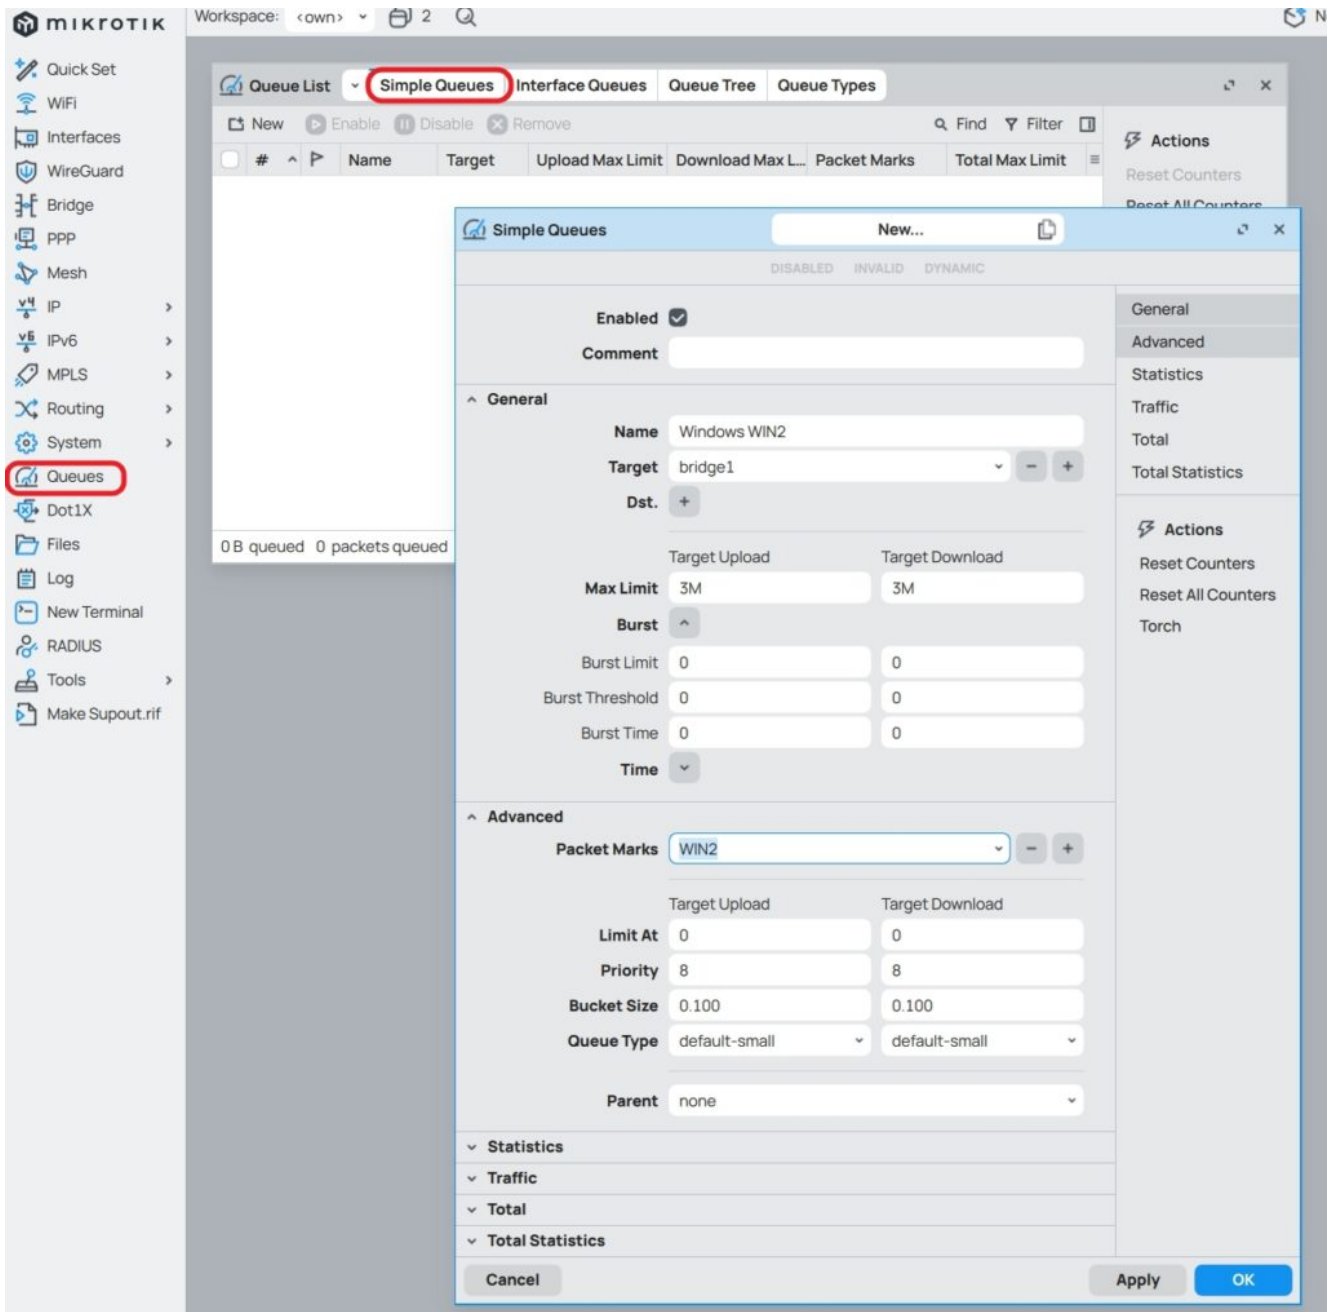 MIKROTIK
Workspace: <own> 2
Quick Set
WiFi
Interfaces
WireGuard
Bridge
PPP
Mesh
IP
IPv6
MPLS
Routing
System
Queues
Dot1X
Files
Log
New Terminal
RADIUS
Tools
Make Supout.rif
Queue List Simple Queues Interface Queues Queue Tree Queue Types
New Enable Disable Remove Find Filter
# Name Target Upload Max Limit Download Max L... Packet Marks Total Max Limit
Actions
Reset Counters
Reset All Counters
0 B queued 0 packets queued
Simple Queues New...
DISABLED INVALID DYNAMIC
Enabled
Comment
General
Name Windows WIN2
Target bridge1
Dst.
Target Upload Target Download
Max Limit 3M 3M
Burst
Burst Limit 0 0
Burst Threshold 0 0
Burst Time 0 0
Time
Advanced
Packet Marks WIN2
Target Upload Target Download
Limit At 0 0
Priority 8 8
Bucket Size 0.100 0.100
Queue Type default-small default-small
Parent none
Statistics
Traffic
Total
Total Statistics
General
Advanced
Statistics
Traffic
Total
Total Statistics
Actions
Reset Counters
Reset All Counters
Torch
Cancel Apply OK